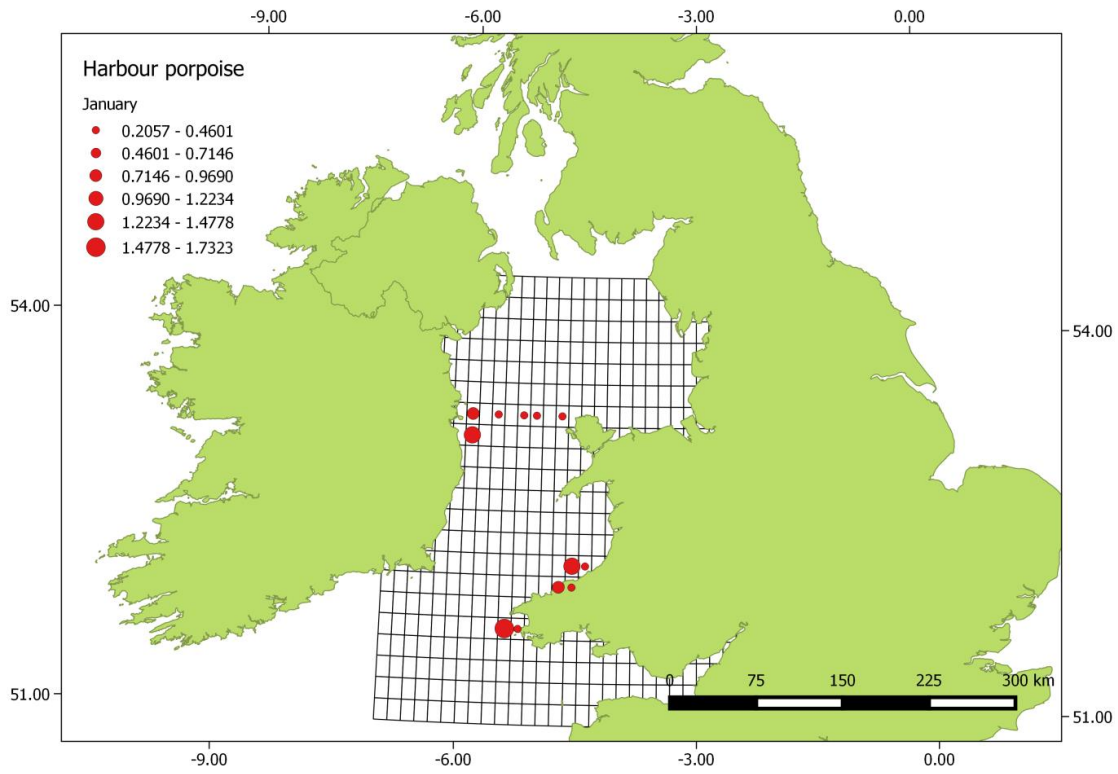 -9.00 -6.00 -3.00 0.00
Harbour porpoise
January
0.2057 - 0.4601
0.4601 - 0.7146
0.7146 - 0.9690
0.9690 - 1.2234
1.2234 - 1.4778
1.4778 - 1.7323
54.00 54.00
0 75 150 225 300 km
51.00 51.00
-9.00 -6.00 -3.00 0.00